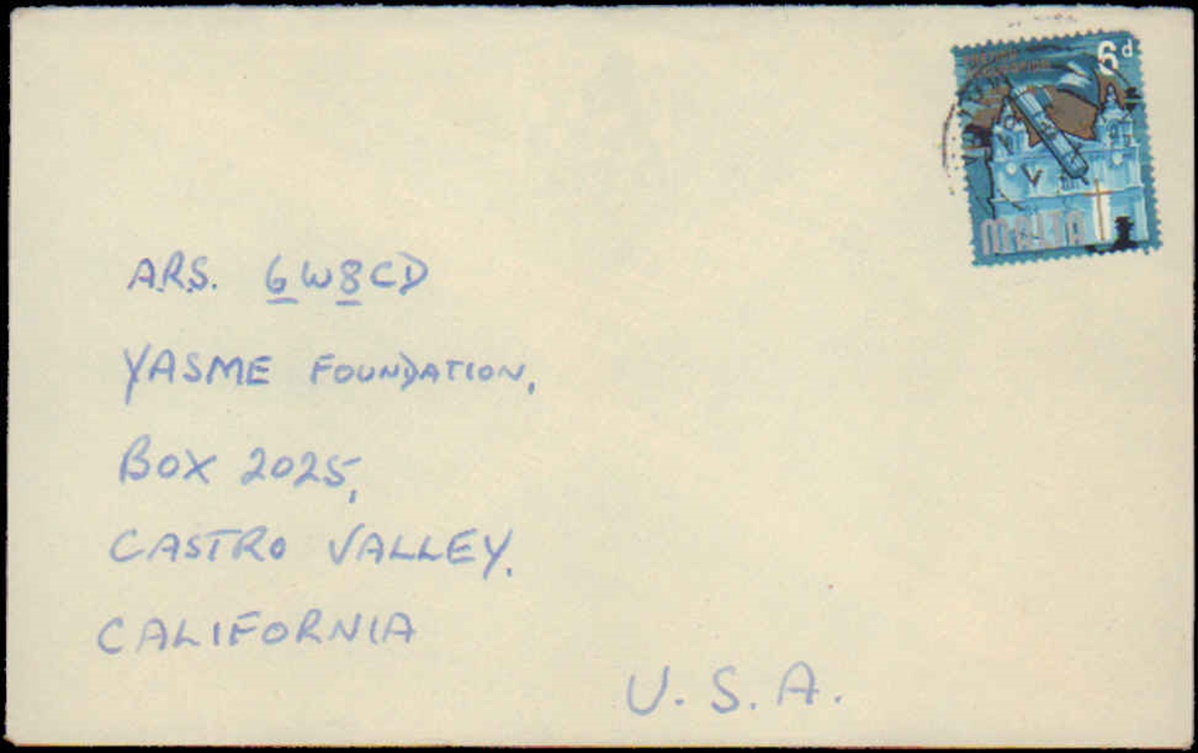 6d
MALTA
A.R.S. 6W8CD
YASME FOUNDATION,
BOX 2025,
CASTRO VALLEY.
CALIFORNIA
U.S.A.